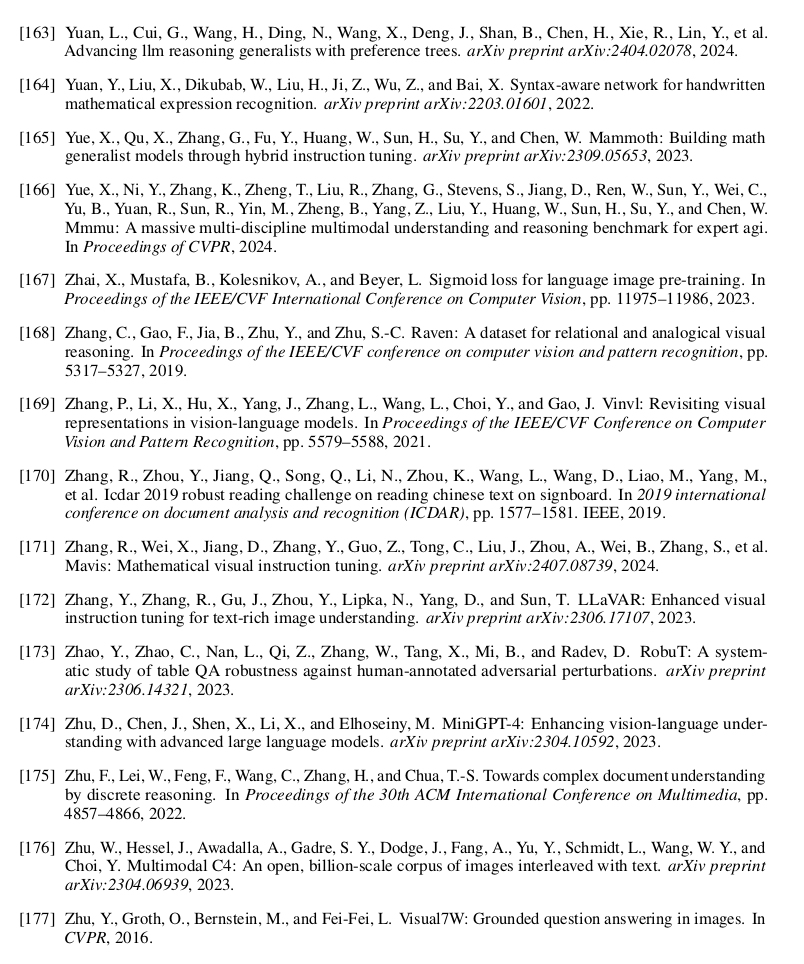 [163] Yuan, L., Cui, G., Wang, H., Ding, N., Wang, X., Deng, J., Shan, B., Chen, H., Xie, R., Lin, Y., et al.
Advancing llm reasoning generalists with preference trees. arXiv preprint arXiv:2404.02078, 2024.
[164] Yuan, Y., Liu, X., Dikubab, W., Liu, H., Ji, Z., Wu, Z., and Bai, X. Syntax-aware network for handwritten
mathematical expression recognition. arXiv preprint arXiv:2203.01601, 2022.
[165] Yue, X., Qu, X., Zhang, G., Fu, Y., Huang, W., Sun, H., Su, Y., and Chen, W. Mammoth: Building math
generalist models through hybrid instruction tuning. arXiv preprint arXiv:2309.05653, 2023.
[166] Yue, X., Ni, Y., Zhang, K., Zheng, T., Liu, R., Zhang, G., Stevens, S., Jiang, D., Ren, W., Sun, Y., Wei, C.,
Yu, B., Yuan, R., Sun, R., Yin, M., Zheng, B., Yang, Z., Liu, Y., Huang, W., Sun, H., Su, Y., and Chen, W.
Mmmu: A massive multi-discipline multimodal understanding and reasoning benchmark for expert agi.
In Proceedings of CVPR, 2024.
[167] Zhai, X., Mustafa, B., Kolesnikov, A., and Beyer, L. Sigmoid loss for language image pre-training. In
Proceedings of the IEEE/CVF International Conference on Computer Vision, pp. 11975–11986, 2023.
[168] Zhang, C., Gao, F., Jia, B., Zhu, Y., and Zhu, S.-C. Raven: A dataset for relational and analogical visual
reasoning. In Proceedings of the IEEE/CVF conference on computer vision and pattern recognition, pp.
5317–5327, 2019.
[169] Zhang, P., Li, X., Hu, X., Yang, J., Zhang, L., Wang, L., Choi, Y., and Gao, J. Vinvl: Revisiting visual
representations in vision-language models. In Proceedings of the IEEE/CVF Conference on Computer
Vision and Pattern Recognition, pp. 5579–5588, 2021.
[170] Zhang, R., Zhou, Y., Jiang, Q., Song, Q., Li, N., Zhou, K., Wang, L., Wang, D., Liao, M., Yang, M.,
et al. Icdar 2019 robust reading challenge on reading chinese text on signboard. In 2019 international
conference on document analysis and recognition (ICDAR), pp. 1577–1581. IEEE, 2019.
[171] Zhang, R., Wei, X., Jiang, D., Zhang, Y., Guo, Z., Tong, C., Liu, J., Zhou, A., Wei, B., Zhang, S., et al.
Mavis: Mathematical visual instruction tuning. arXiv preprint arXiv:2407.08739, 2024.
[172] Zhang, Y., Zhang, R., Gu, J., Zhou, Y., Lipka, N., Yang, D., and Sun, T. LLaVAR: Enhanced visual
instruction tuning for text-rich image understanding. arXiv preprint arXiv:2306.17107, 2023.
[173] Zhao, Y., Zhao, C., Nan, L., Qi, Z., Zhang, W., Tang, X., Mi, B., and Radev, D. RobuT: A system-
atic study of table QA robustness against human-annotated adversarial perturbations. arXiv preprint
arXiv:2306.14321, 2023.
[174] Zhu, D., Chen, J., Shen, X., Li, X., and Elhoseiny, M. MiniGPT-4: Enhancing vision-language under-
standing with advanced large language models. arXiv preprint arXiv:2304.10592, 2023.
[175] Zhu, F., Lei, W., Feng, F., Wang, C., Zhang, H., and Chua, T.-S. Towards complex document understanding
by discrete reasoning. In Proceedings of the 30th ACM International Conference on Multimedia, pp.
4857–4866, 2022.
[176] Zhu, W., Hessel, J., Awadalla, A., Gadre, S. Y., Dodge, J., Fang, A., Yu, Y., Schmidt, L., Wang, W. Y., and
Choi, Y. Multimodal C4: An open, billion-scale corpus of images interleaved with text. arXiv preprint
arXiv:2304.06939, 2023.
[177] Zhu, Y., Groth, O., Bernstein, M., and Fei-Fei, L. Visual7W: Grounded question answering in images. In
CVPR, 2016.